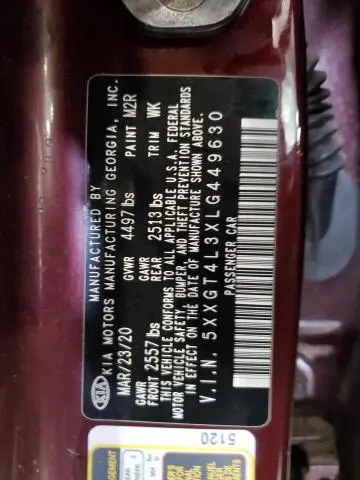 MANUFACTURED BY
KIA KIA MOTORS MANUFACTURING GEORGIA, INC.
MAR/23/20 GVWR 4497 lbs PAINT M2R
GAWR FRONT 2557 lbs GAWR REAR 2513 lbs TRIM WK
THIS VEHICLE CONFORMS TO ALL APPLICABLE U.S.A. FEDERAL
MOTOR VEHICLE SAFETY, BUMPER, AND THEFT PREVENTION STANDARDS
IN EFFECT ON THE DATE OF MANUFACTURE SHOWN ABOVE.
V.I.N. 5XXGT4L3XLG449630
PASSENGER CAR
5120